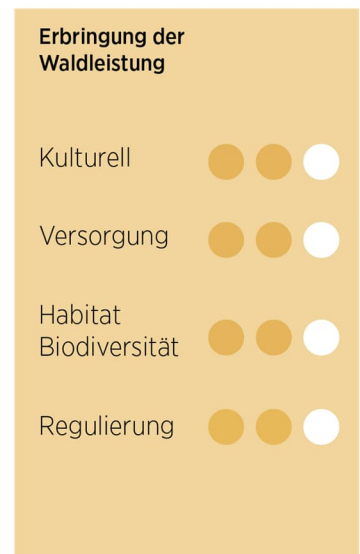 Erbringung der
Waldleistung
Kulturell
Versorgung
Habitat
Biodiversität
Regulierung